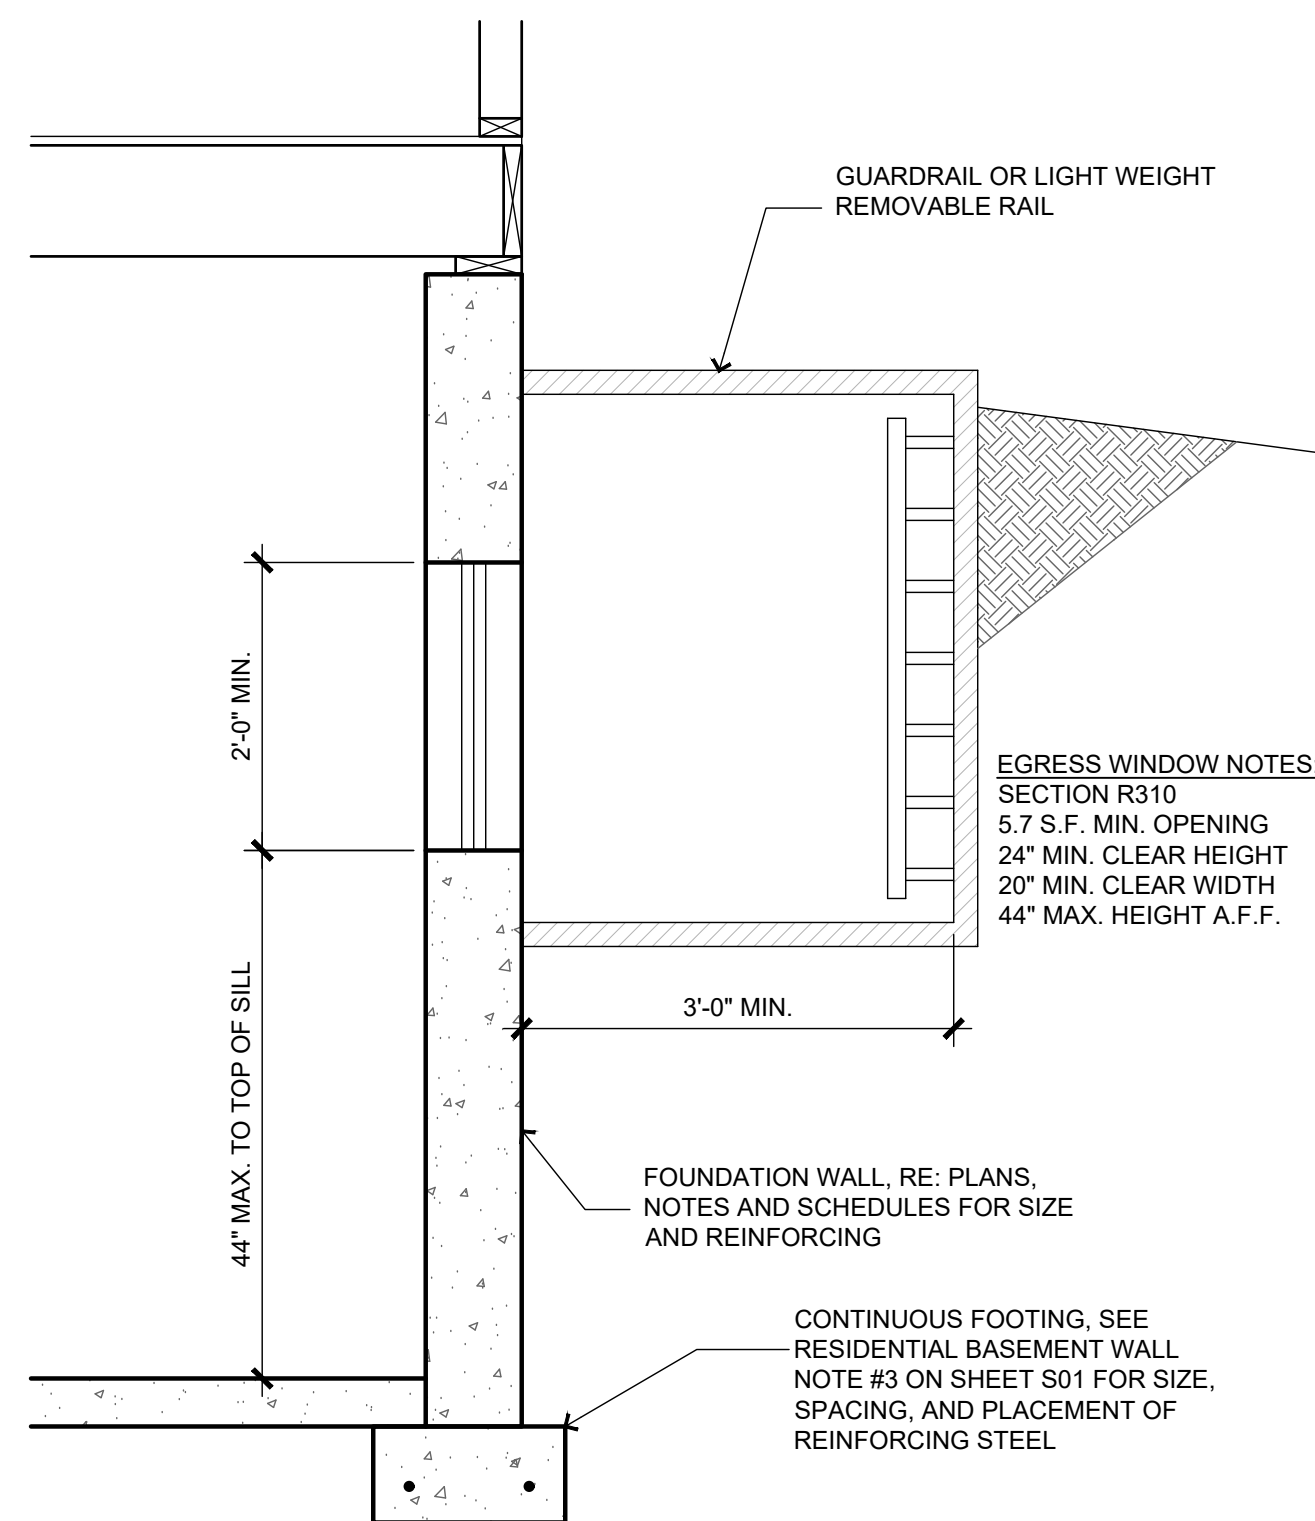 GUARDRAIL OR LIGHT WEIGHT
REMOVABLE RAIL
2'-0" MIN.
EGRESS WINDOW NOTES:
SECTION R310
5.7 S.F. MIN. OPENING
24" MIN. CLEAR HEIGHT
20" MIN. CLEAR WIDTH
44" MAX. HEIGHT A.F.F.
44" MAX. TO TOP OF SILL
3'-0" MIN.
FOUNDATION WALL, RE: PLANS,
NOTES AND SCHEDULES FOR SIZE
AND REINFORCING
CONTINUOUS FOOTING, SEE
RESIDENTIAL BASEMENT WALL
NOTE #3 ON SHEET S01 FOR SIZE,
SPACING, AND PLACEMENT OF
REINFORCING STEEL